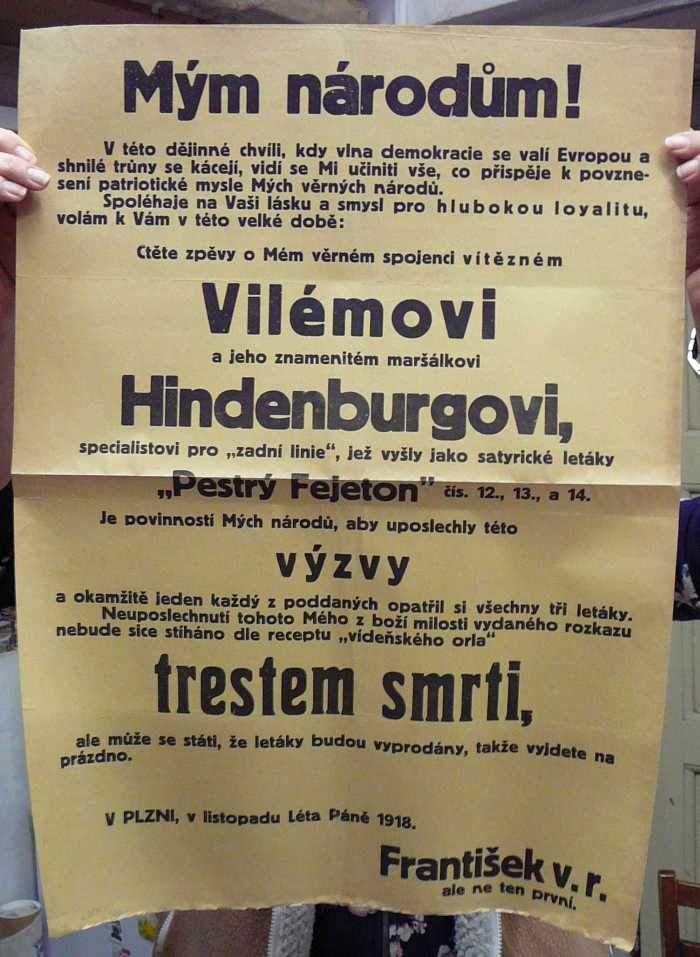 Mým národům!
V této dějinné chvíli, kdy vlna demokracie se valí Evropou a
shnilé trůny se kácejí, vidí se Mi učiniti vše, co přispěje k povzne-
sení patriotické mysle Mých věrných národů.
Spoléhaje na Vaši lásku a smysl pro hlubokou loyalitu,
volám k Vám v této velké době:
Čtěte zpěvy o Mém věrném spojenci vítězném
Vilémovi
a jeho znamenitém maršálkovi
Hindenburgovi,
specialistovi pro „zadní linie“, jež vyšly jako satyrické letáky
„Pestrý Fejeton” čís. 12., 13., a 14.
Je povinností Mých národů, aby uposlechly této
výzvy
a okamžitě jeden každý z poddaných opatřil si všechny tři letáky.
Neuposlechnutí tohoto Mého z boží milosti vydaného rozkazu
nebude sice stíháno dle receptu „vídeňského orla“
trestem smrti,
ale může se státi, že letáky budou vyprodány, takže vyjdete na
prázdno.
V PLZNI, v listopadu Léta Páně 1918.
František v. r.
ale ne ten první.